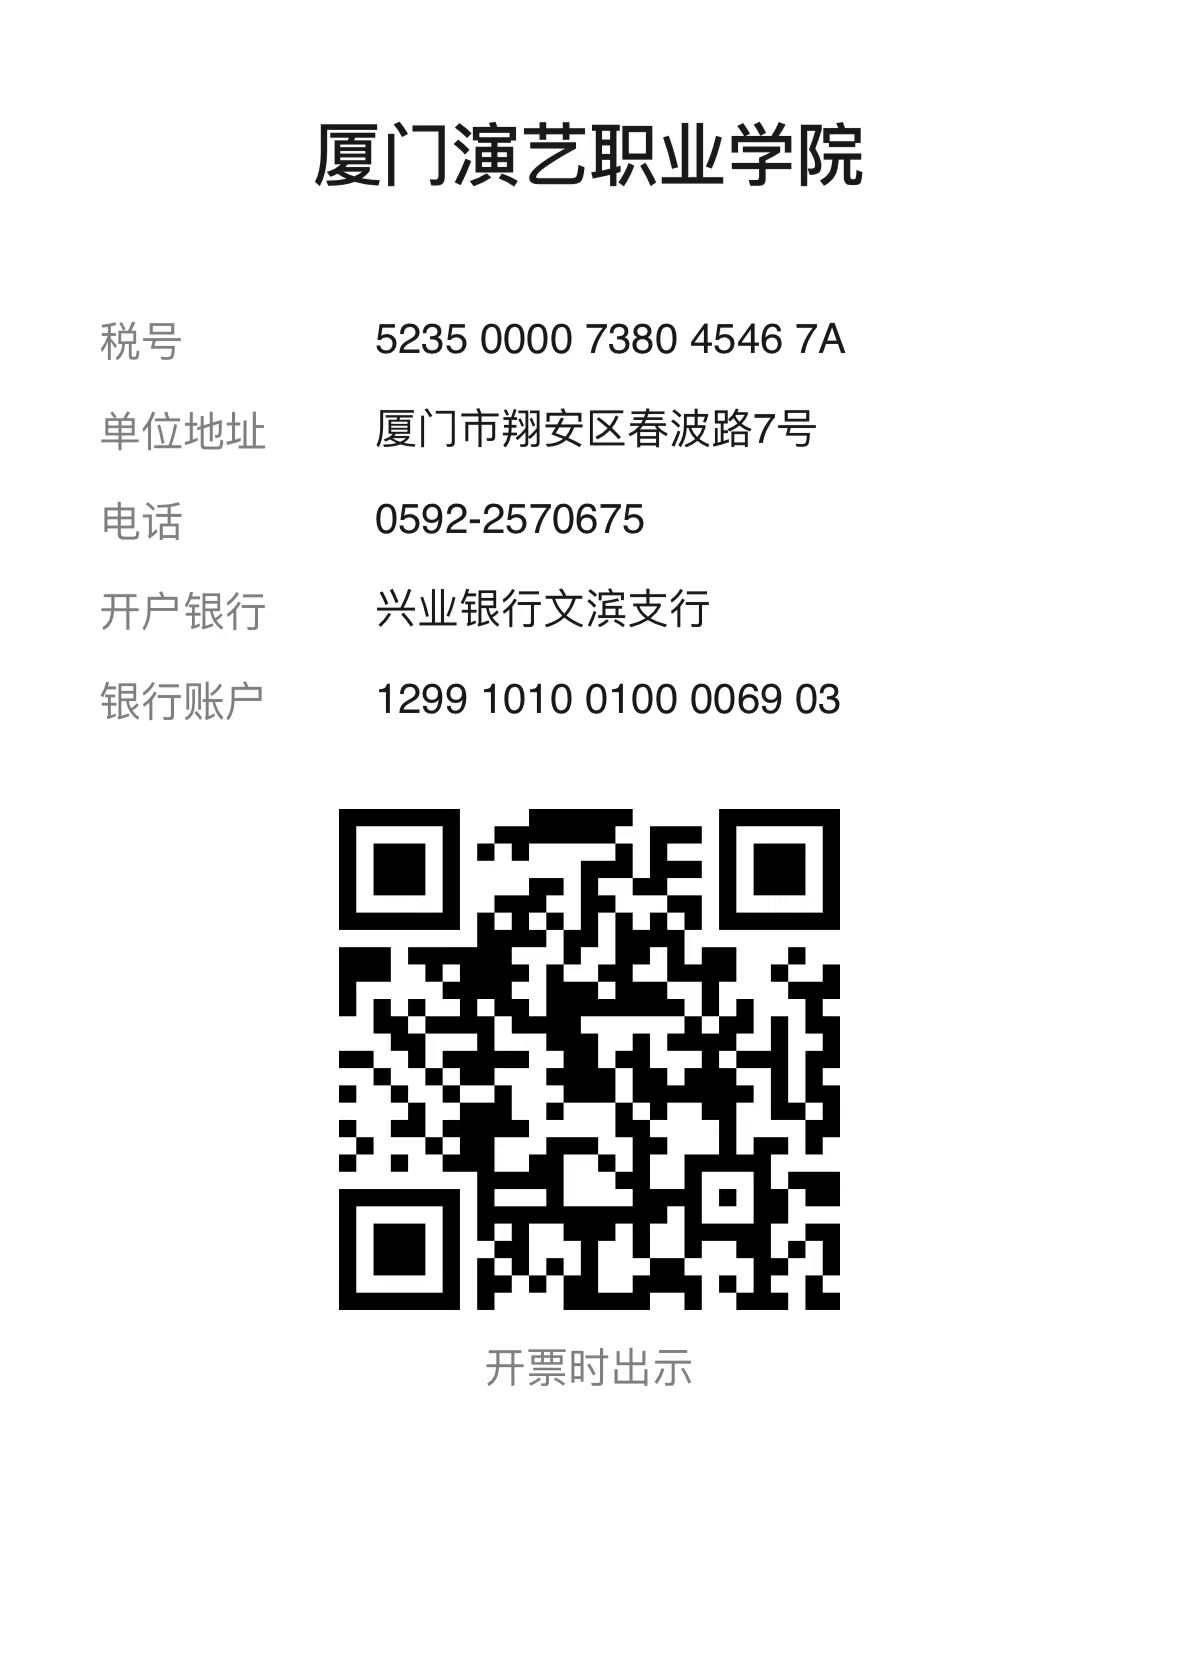 厦门演艺职业学院
税号 5235 0000 7380 4546 7A
单位地址 厦门市翔安区春波路7号
电话 0592-2570675
开户银行 兴业银行文滨支行
银行账户 1299 1010 0100 0069 03
开票时出示